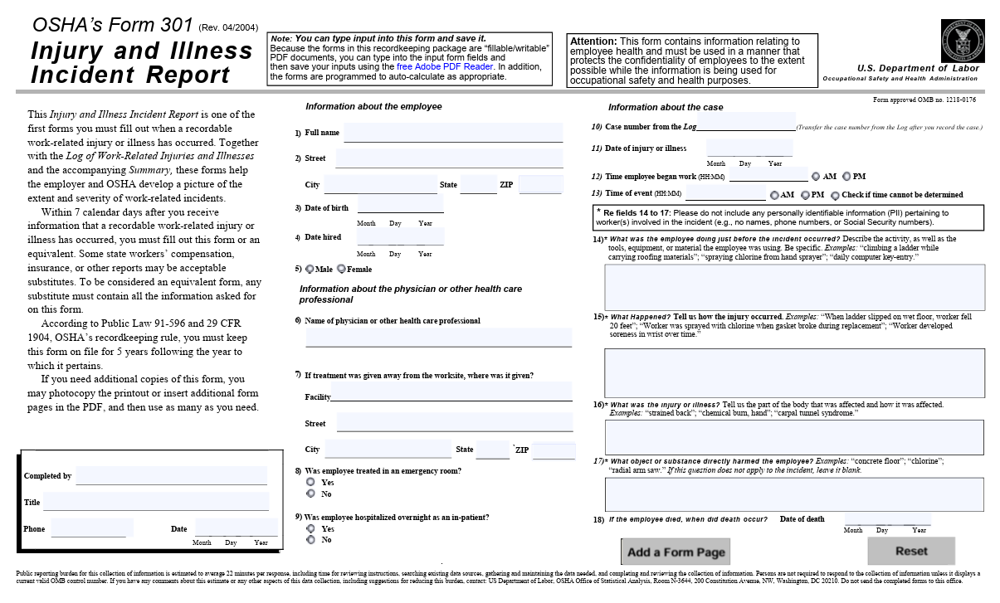 OSHA's Form 301 (Rev. 04/2004)
Injury and Illness
Incident Report
Note: You can type input into this form and save it.
Because the forms in this recordkeeping package are “fillable/writable”
PDF documents, you can type into the input form fields and
then save your inputs using the free Adobe PDF Reader. In addition,
the forms are programmed to auto-calculate as appropriate.
Attention: This form contains information relating to
employee health and must be used in a manner that
protects the confidentiality of employees to the extent
possible while the information is being used for
occupational safety and health purposes.
U.S. Department of Labor
Occupational Safety and Health Administration
Form approved OMB no. 1218-0176
This Injury and Illness Incident Report is one of the
first forms you must fill out when a recordable
work-related injury or illness has occurred. Together
with the Log of Work-Related Injuries and Illnesses
and the accompanying Summary, these forms help
the employer and OSHA develop a picture of the
extent and severity of work-related incidents.
Within 7 calendar days after you receive
information that a recordable work-related injury or
illness has occurred, you must fill out this form or an
equivalent. Some state workers’ compensation,
insurance, or other reports may be acceptable
substitutes. To be considered an equivalent form, any
substitute must contain all the information asked for
on this form.
According to Public Law 91-596 and 29 CFR
1904, OSHA’s recordkeeping rule, you must keep
this form on file for 5 years following the year to
which it pertains.
If you need additional copies of this form, you
may photocopy the printout or insert additional form
pages in the PDF, and then use as many as you need.
Completed by
Title
Phone Date
Month Day Year
Information about the employee
1) Full name
2) Street
City State ZIP
3) Date of birth
Month Day Year
4) Date hired
Month Day Year
5) Male Female
Information about the physician or other health care
professional
6) Name of physician or other health care professional
7) If treatment was given away from the worksite, where was it given?
Facility
Street
City State ZIP
8) Was employee treated in an emergency room?
Yes
No
9) Was employee hospitalized overnight as an in-patient?
Yes
No
Information about the case
10) Case number from the Log (Transfer the case number from the Log after you record the case.)
11) Date of injury or illness
Month Day Year
12) Time employee began work (HH:MM) AM PM
13) Time of event (HH:MM) AM PM Check if time cannot be determined
* Re fields 14 to 17: Please do not include any personally identifiable information (PII) pertaining to
worker(s) involved in the incident (e.g., no names, phone numbers, or Social Security numbers).
14)* What was the employee doing just before the incident occurred? Describe the activity, as well as the
tools, equipment, or material the employee was using. Be specific. Examples: “climbing a ladder while
carrying roofing materials”; “spraying chlorine from hand sprayer”; “daily computer key-entry.”
15)* What Happened? Tell us how the injury occurred. Examples: “When ladder slipped on wet floor, worker fell
20 feet”; “Worker was sprayed with chlorine when gasket broke during replacement”; “Worker developed
soreness in wrist over time.”
16)* What was the injury or illness? Tell us the part of the body that was affected and how it was affected.
Examples: “strained back”; “chemical burn, hand”; “carpal tunnel syndrome.”
17)* What object or substance directly harmed the employee? Examples: “concrete floor”; “chlorine”;
“radial arm saw.” If this question does not apply to the incident, leave it blank.
18) If the employee died, when did death occur? Date of death
Month Day Year
Add a Form Page
Reset
Public reporting burden for this collection of information is estimated to average 22 minutes per response, including time for reviewing instructions, searching existing data sources, gathering and maintaining the data needed, and completing and reviewing the collection of information. Persons are not required to respond to the collection of information unless it displays a
current valid OMB control number. If you have any comments about this estimate or any other aspects of this data collection, including suggestions for reducing this burden, contact: US Department of Labor, OSHA Office of Statistical Analysis, Room N-3644, 200 Constitution Avenue, NW, Washington, DC 20210. Do not send the completed forms to this office.